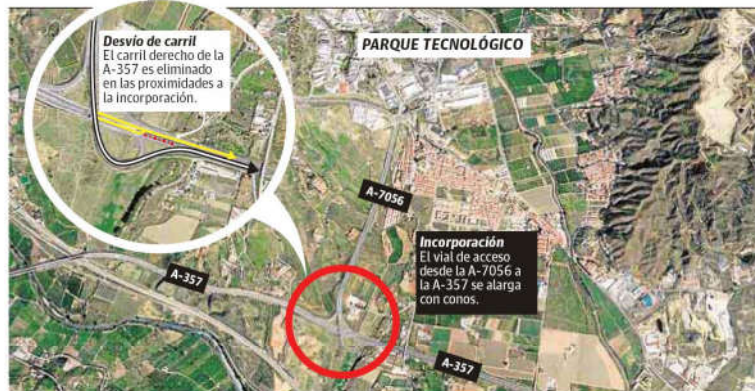 Desvío de carril
El carril derecho de la
A-357 es eliminado
en las proximidades a
la incorporación.
PARQUE TECNOLÓGICO
A-7056
Incorporación
El vial de acceso
desde la A-7056 a
la A-357 se alarga
con conos.
A-357
A-357